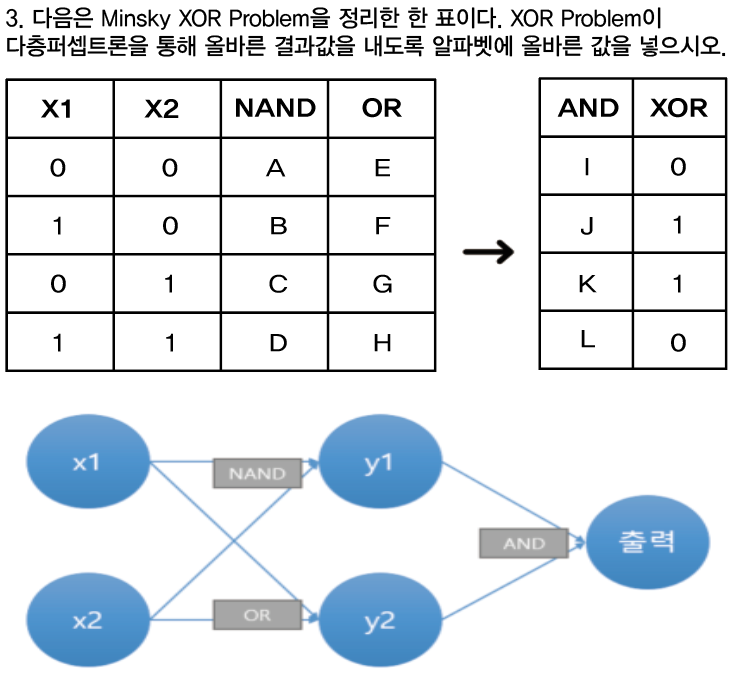 3. 다음은 Minsky XOR Problem을 정리한 한 표이다. XOR Problem이
다층퍼셉트론을 통해 올바른 결과값을 내도록 알파벳에 올바른 값을 넣으시오.
X1 X2 NAND OR AND XOR
0 0 A E I 0
1 0 B F J 1
0 1 C G K 1
1 1 D H L 0
→
x1 NAND y1
AND 출력
x2 OR y2